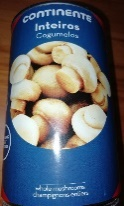 CONTINENTE
Inteiros
Cogumelos
whole mushrooms
champignons entiers